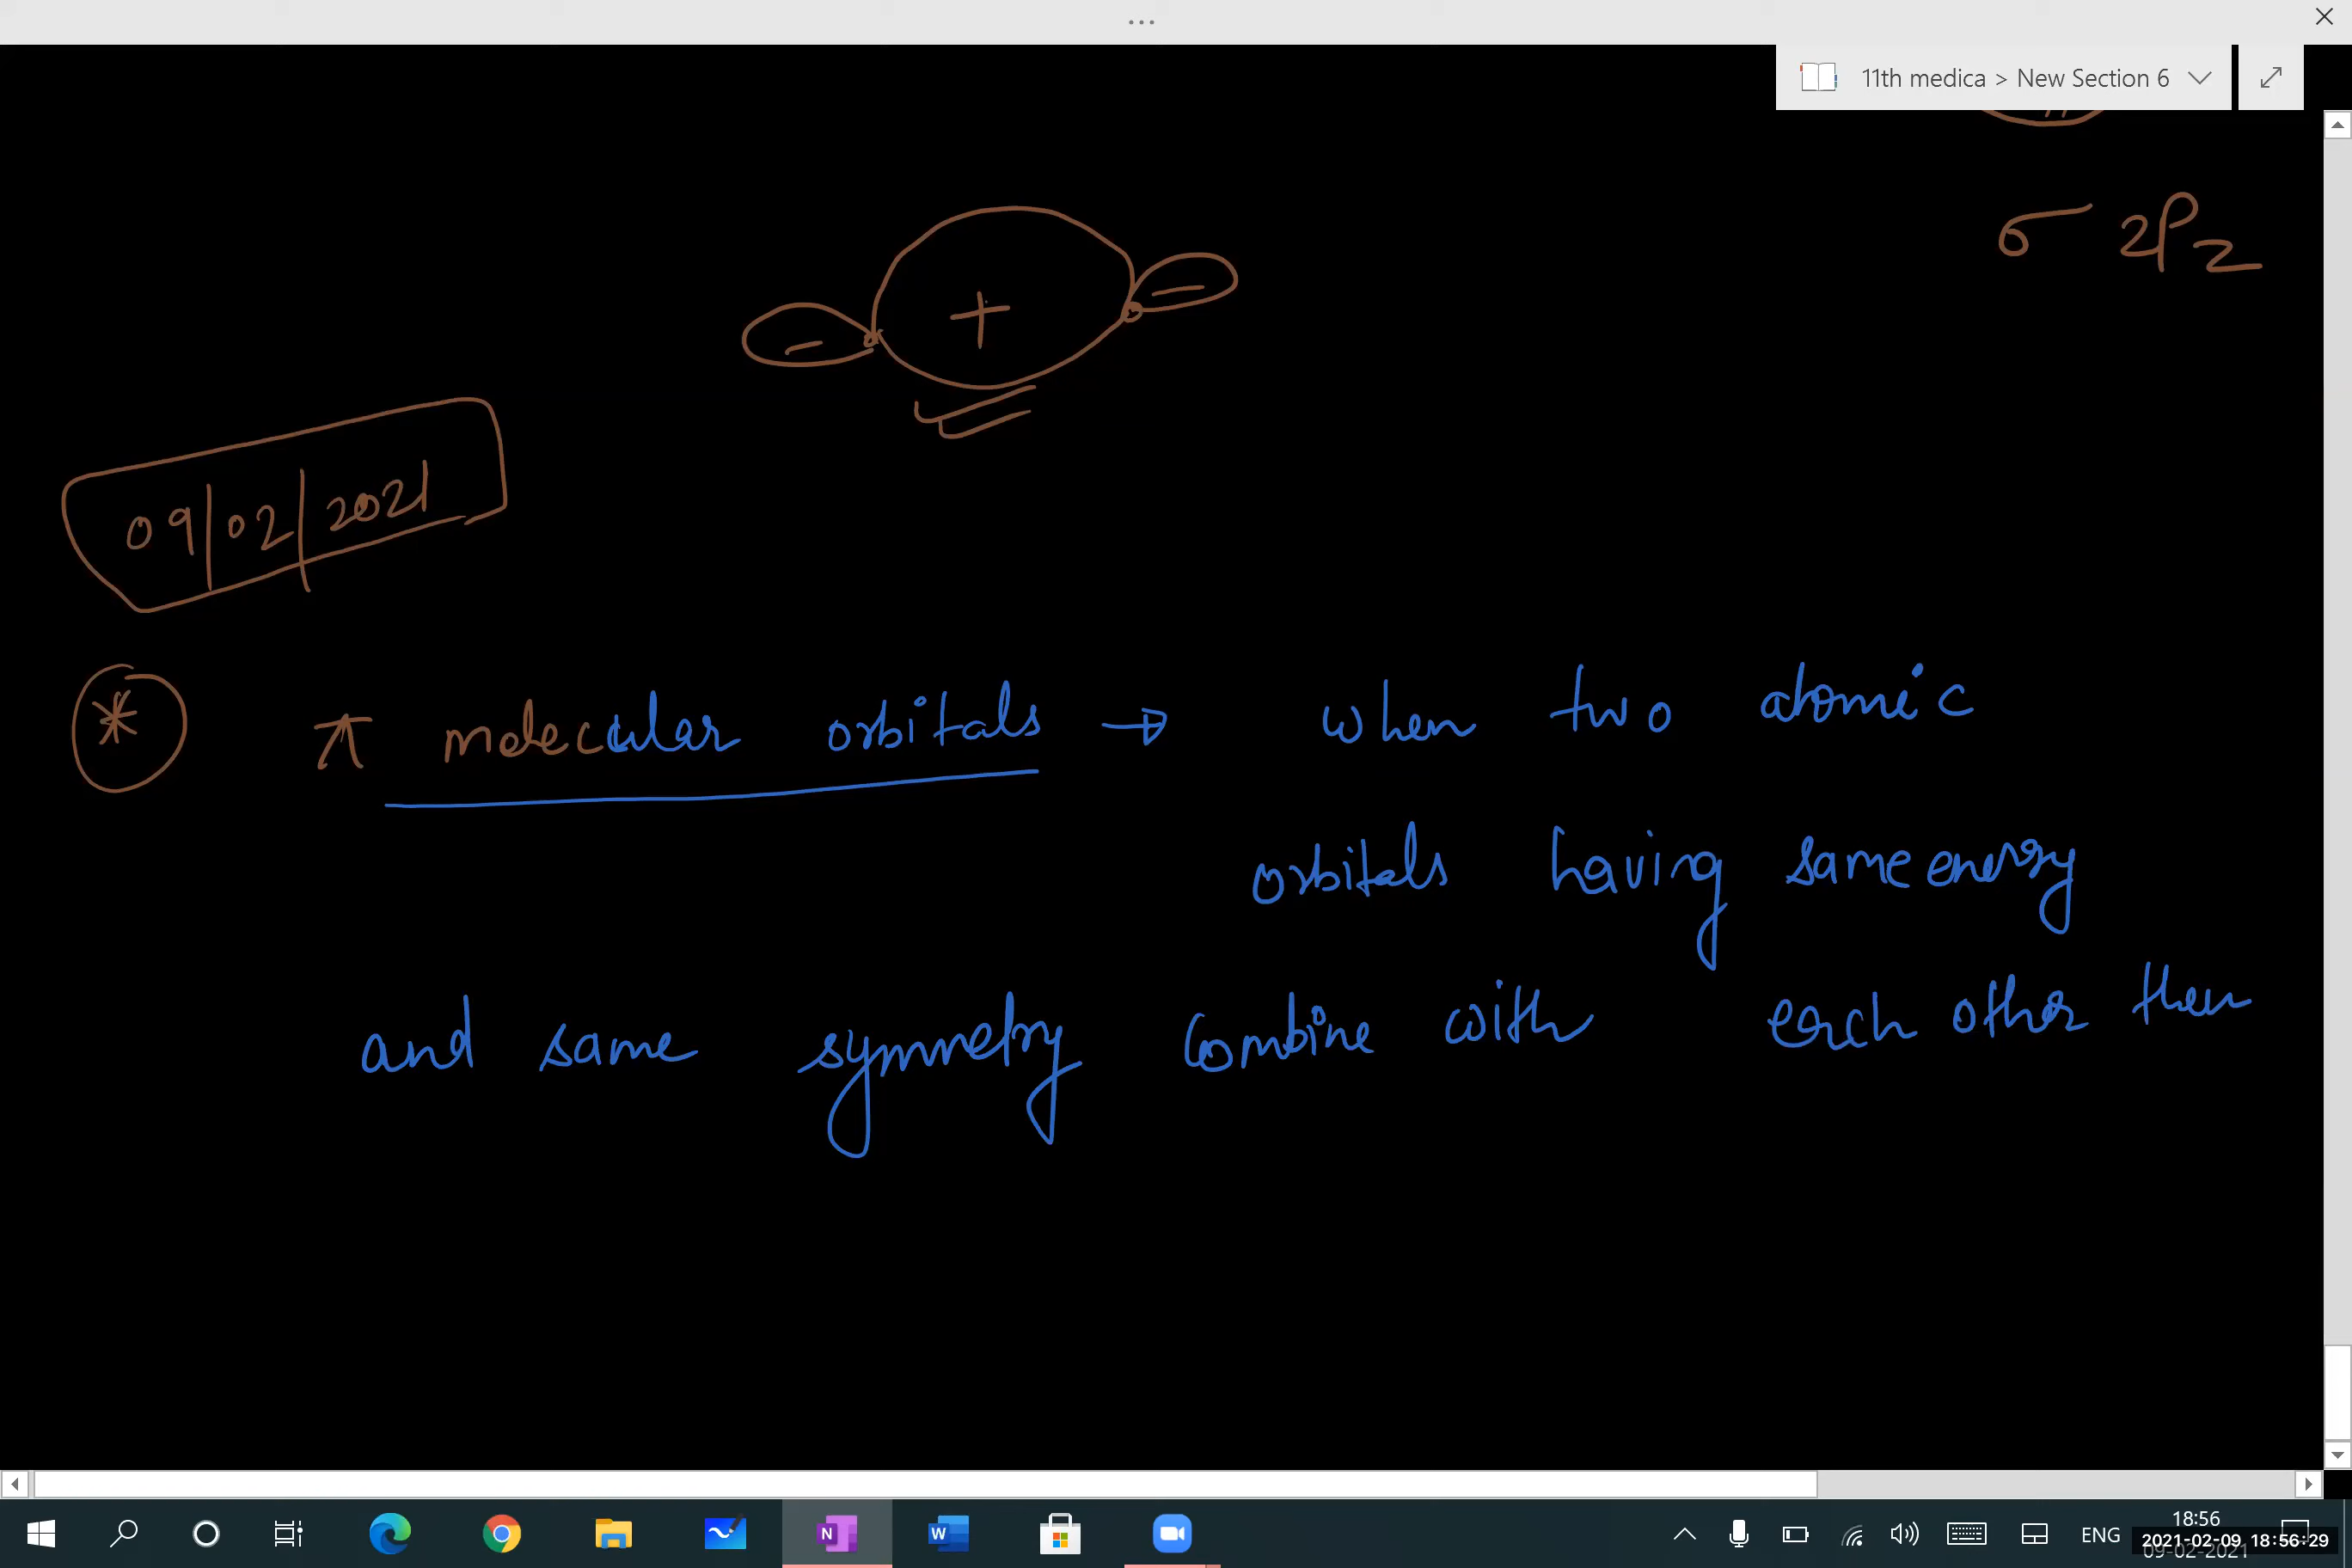 11th medica > New Section 6
σ 2Pz
+
-
-
09/02/2021
* π molecular orbitals → when two atomic
orbitals having same energy
and same symmetry combine with each other then
ENG
18:56
09-02-2021
2021-02-09 18:56:29